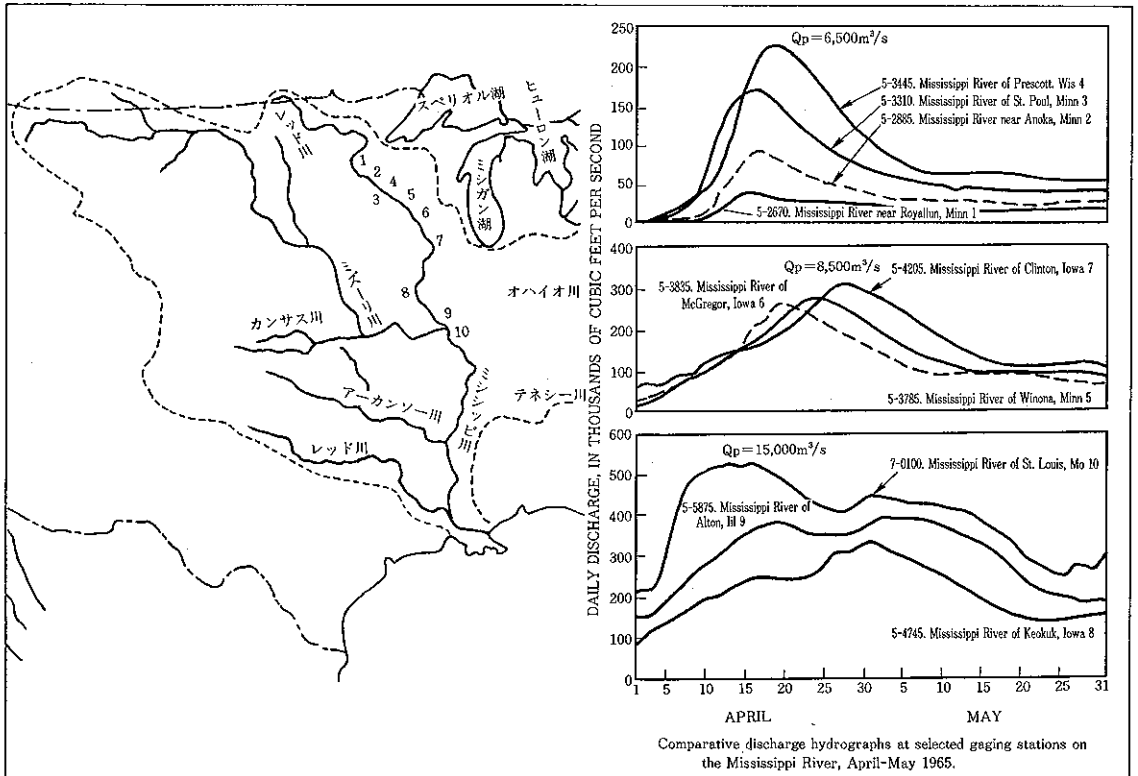 スペリオル湖
ヒューロン湖
ミシガン湖
レッド川
1
2
3
4
5
6
7
8
9
10
ミズーリ川
オハイオ川
カンザス川
テネシー川
アーカンソー川
ミシシッピ川
レッド川
DAILY DISCHARGE, IN THOUSANDS OF CUBIC FEET PER SECOND
250
200
150
100
50
0
Qp=6,500m³/s
5-3445. Mississippi River of Prescott. Wis 4
5-3310. Mississippi River of St. Poul, Minn 3
5-2885. Mississippi River near Anoka, Minn 2
5-2670. Mississippi River near Royallun, Minn 1
400
300
200
100
0
Qp=8,500m³/s
5-4205. Mississippi River of Clinton, Iowa 7
5-3835. Mississippi River of
McGregor, Iowa 6
5-3785. Mississippi River of Winona, Minn 5
600
500
400
300
200
100
0
Qp=15,000m³/s
7-0100. Mississippi River of St. Louis, Mo 10
5-5875. Mississippi River of
Alton, Iil 9
5-4745. Mississippi River of Keokuk, Iowa 8
1 5 10 15 20 25 1 5 10 15 20 25 31
APRIL MAY
Comparative discharge hydrographs at selected gaging stations on
the Mississippi River, April-May 1965.